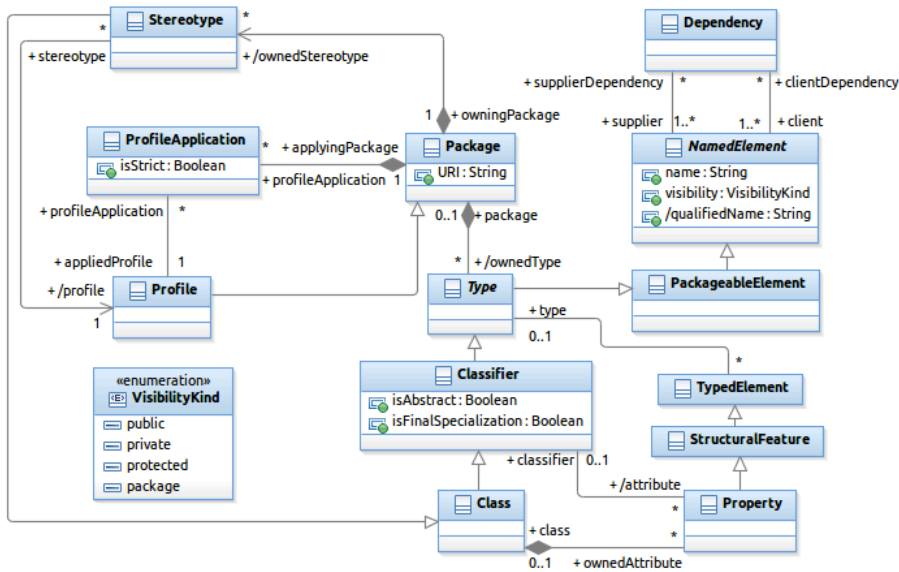 Stereotype
*
*
+ stereotype
+ /ownedStereotype
Dependency
+ supplierDependency
*
*
+ clientDependency
1
+ owningPackage
+ supplier
1..*
1..*
+ client
ProfileApplication
isStrict : Boolean
*
+ applyingPackage
+ profileApplication
1
Package
URI : String
NamedElement
name : String
visibility : VisibilityKind
/qualifiedName : String
+ profileApplication
*
0..1
+ package
+ appliedProfile
1
*
+ /ownedType
+ /profile
1
Profile
Type
PackageableElement
+ type
0..1
*
«enumeration»
VisibilityKind
public
private
protected
package
Classifier
isAbstract : Boolean
isFinalSpecialization : Boolean
TypedElement
StructuralFeature
+ classifier
0..1
+ /attribute
*
Class
Property
+ class
*
0..1
+ ownedAttribute